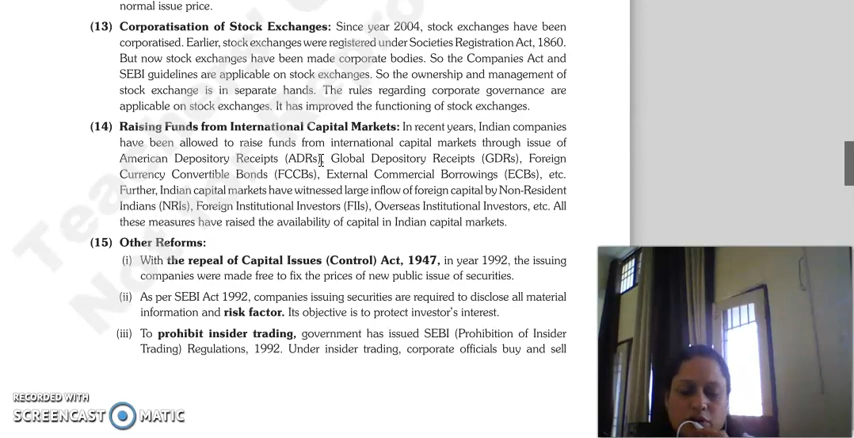 normal issue price.
(13) Corporatisation of Stock Exchanges: Since year 2004, stock exchanges have been
corporatised. Earlier, stock exchanges were registered under Societies Registration Act, 1860.
But now stock exchanges have been made corporate bodies. So the Companies Act and
SEBI guidelines are applicable on stock exchanges. So the ownership and management of
stock exchange is in separate hands. The rules regarding corporate governance are
applicable on stock exchanges. It has improved the functioning of stock exchanges.
(14) Raising Funds from International Capital Markets: In recent years, Indian companies
have been allowed to raise funds from international capital markets through issue of
American Depository Receipts (ADRs), Global Depository Receipts (GDRs), Foreign
Currency Convertible Bonds (FCCBs), External Commercial Borrowings (ECBs), etc.
Further, Indian capital markets have witnessed large inflow of foreign capital by Non-Resident
Indians (NRIs), Foreign Institutional Investors (FIIs), Overseas Institutional Investors, etc. All
these measures have raised the availability of capital in Indian capital markets.
(15) Other Reforms:
(i) With the repeal of Capital Issues (Control) Act, 1947, in year 1992, the issuing
companies were made free to fix the prices of new public issue of securities.
(ii) As per SEBI Act 1992, companies issuing securities are required to disclose all material
information and risk factor. Its objective is to protect investor's interest.
(iii) To prohibit insider trading, government has issued SEBI (Prohibition of Insider
Trading) Regulations, 1992. Under insider trading, corporate officials buy and sell
RECORDED WITH
SCREENCAST MATIC